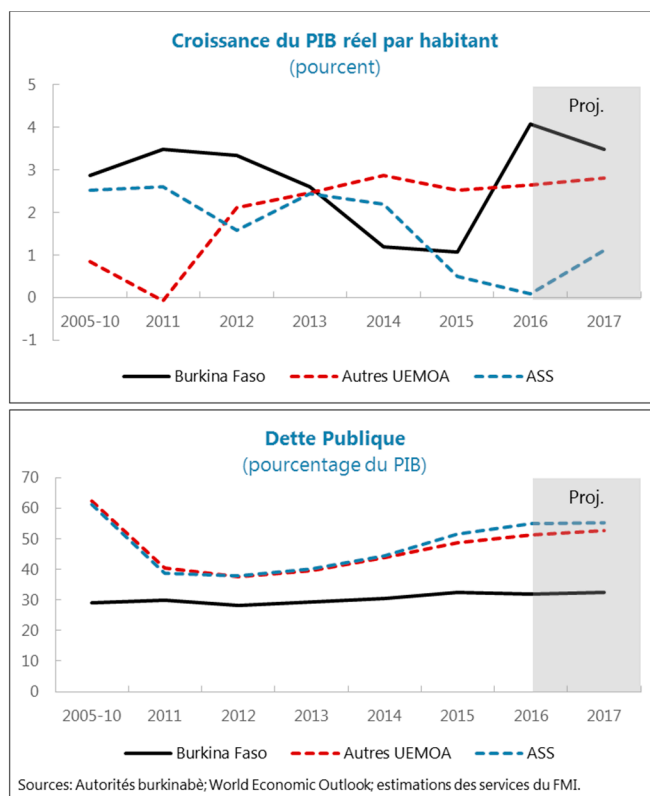 Croissance du PIB réel par habitant
(pourcent)
5
4
3
2
1
0
-1
Proj.
2005-10 2011 2012 2013 2014 2015 2016 2017
Burkina Faso Autres UEMOA ASS
Dette Publique
(pourcentage du PIB)
70
60
50
40
30
20
10
0
Proj.
2005-10 2011 2012 2013 2014 2015 2016 2017
Burkina Faso Autres UEMOA ASS
Sources: Autorités burkinabè; World Economic Outlook; estimations des services du FMI.